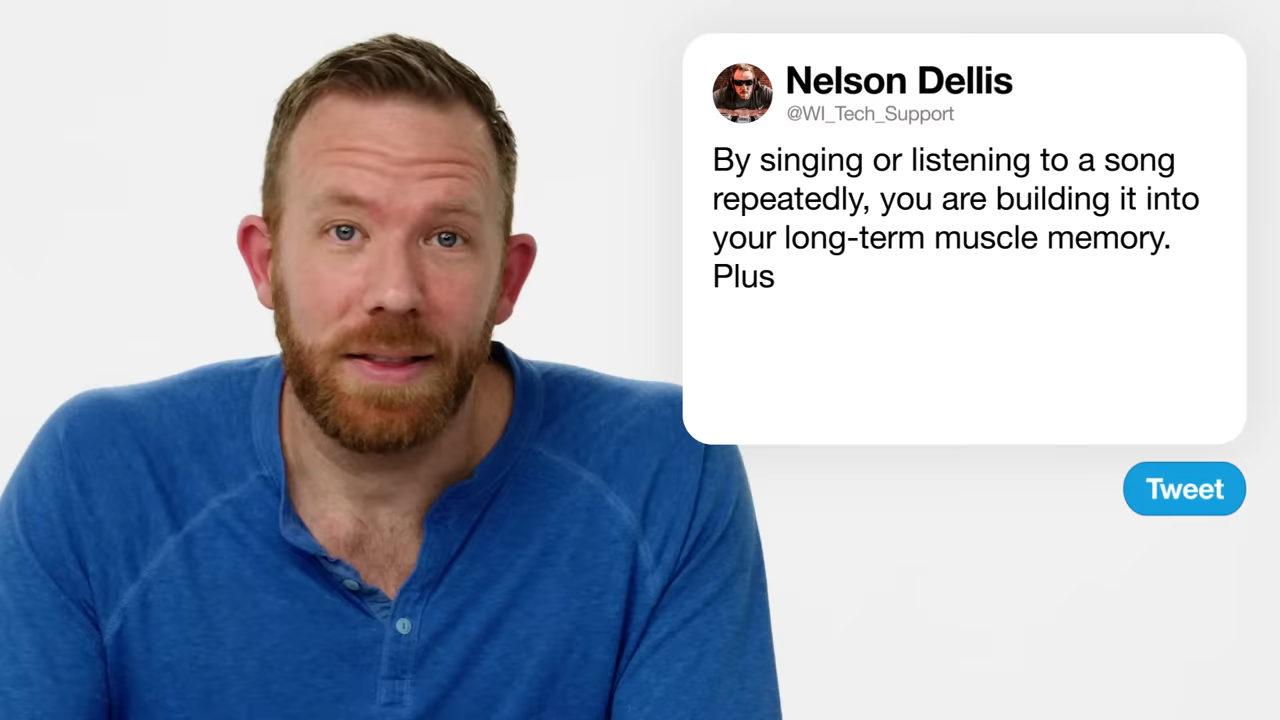 Nelson Dellis
@WI_Tech_Support
By singing or listening to a song
repeatedly, you are building it into
your long-term muscle memory.
Plus
Tweet